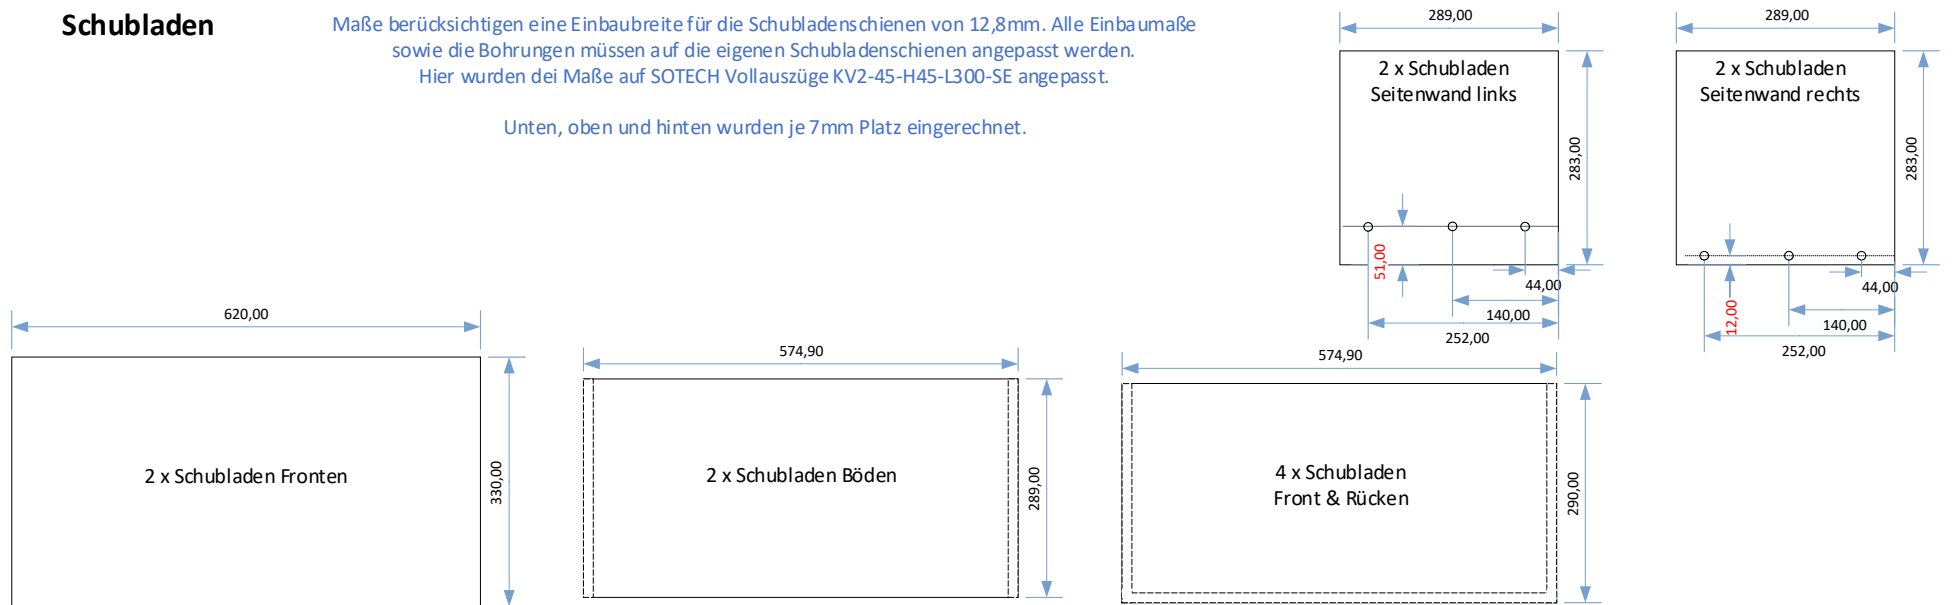 Schubladen
Maße berücksichtigen eine Einbaubreite für die Schubladenschienen von 12,8mm. Alle Einbaumaße
sowie die Bohrungen müssen auf die eigenen Schubladenschienen angepasst werden.
Hier wurden dei Maße auf SOTECH Vollauszüge KV2-45-H45-L300-SE angepasst.
Unten, oben und hinten wurden je 7mm Platz eingerechnet.
289,00
2 x Schubladen
Seitenwand links
283,00
51,00
44,00
140,00
252,00
289,00
2 x Schubladen
Seitenwand rechts
283,00
12,00
44,00
140,00
252,00
620,00
2 x Schubladen Fronten
330,00
574,90
2 x Schubladen Böden
289,00
574,90
4 x Schubladen
Front & Rücken
290,00